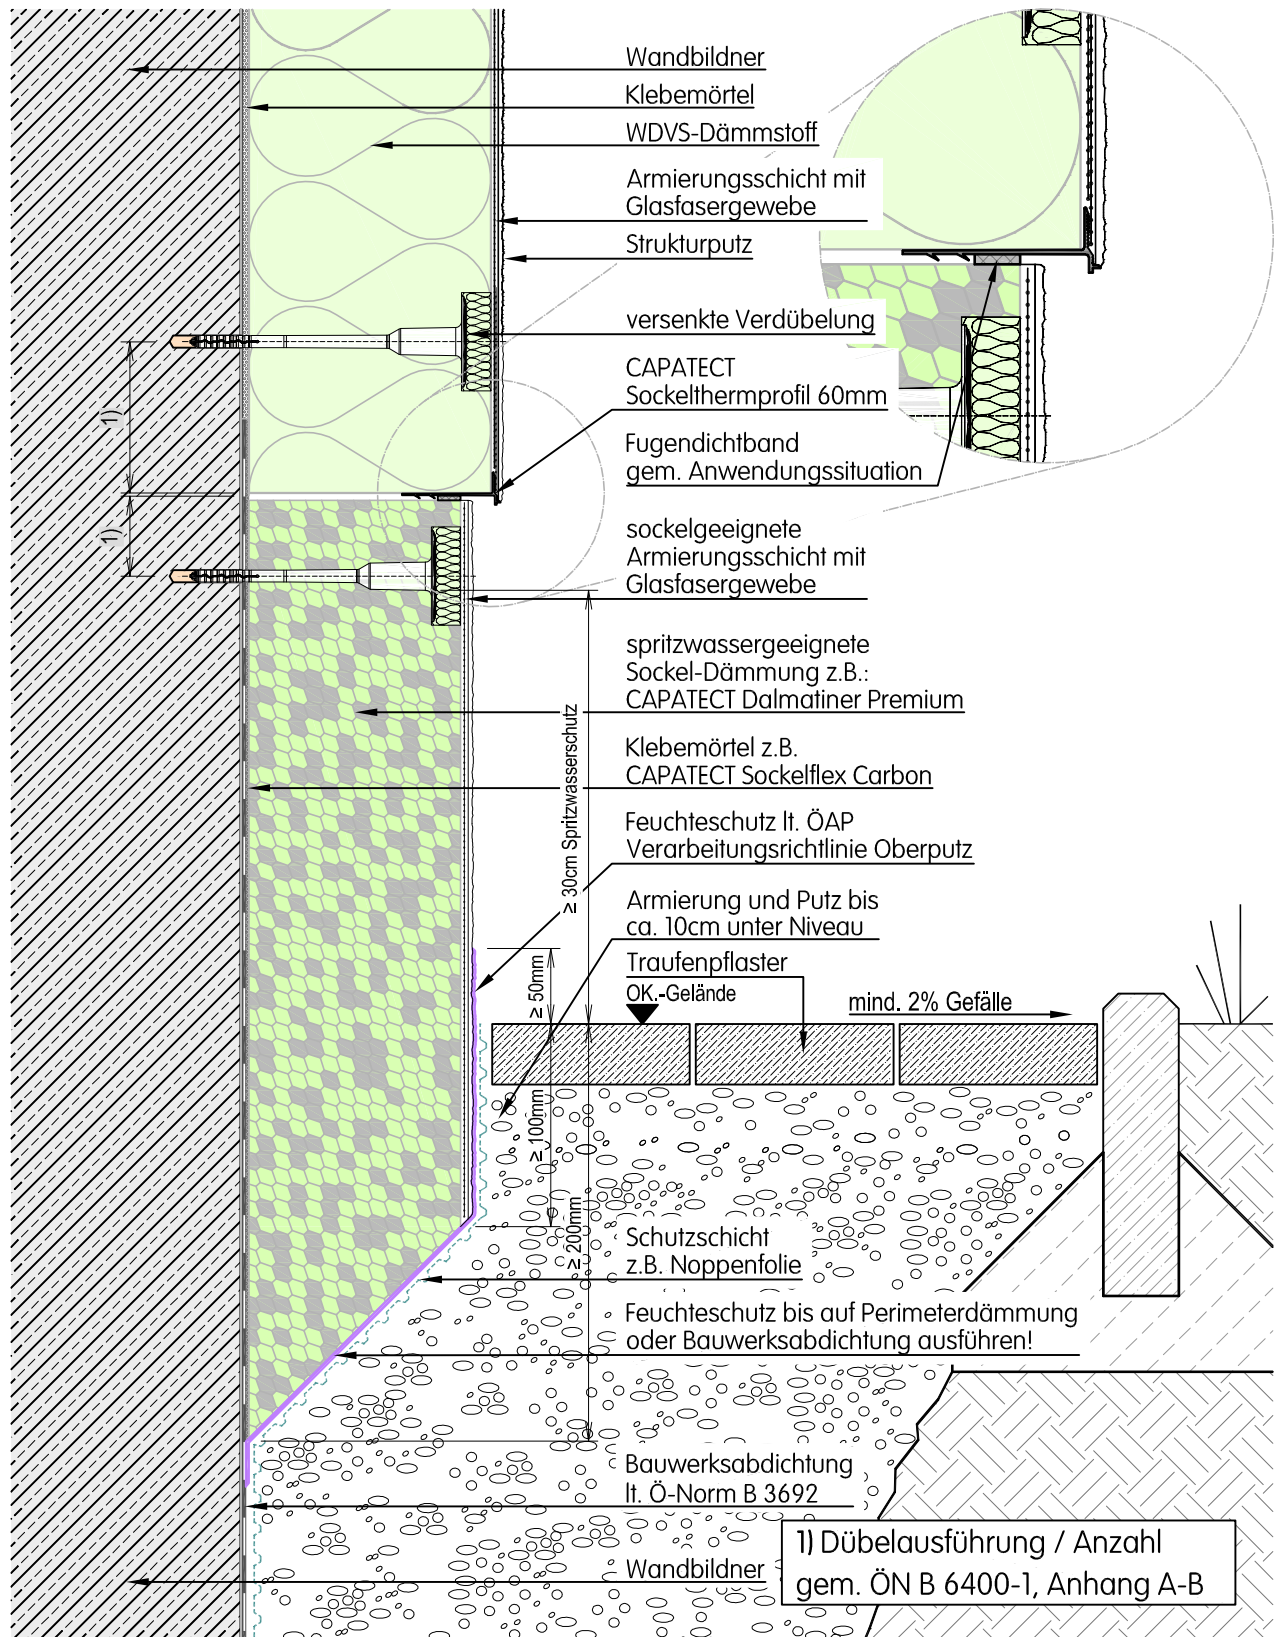 Wandbildner
Klebemörtel
WDVS-Dämmstoff
Armierungsschicht mit
Glasfasergewebe
Strukturputz
versenkte Verdübelung
CAPATECT
Sockelthermprofil 60mm
Fugendichtband
gem. Anwendungssituation
1)
1)
sockelgeeignete
Armierungsschicht mit
Glasfasergewebe
spritzwassergeeignete
Sockel-Dämmung z.B.:
CAPATECT Dalmatiner Premium
≥ 30cm Spritzwasserschutz
Klebemörtel z.B.
CAPATECT Sockelflex Carbon
Feuchteschutz lt. ÖAP
Verarbeitungsrichtlinie Oberputz
Armierung und Putz bis
ca. 10cm unter Niveau
Traufenpflaster
OK.-Gelände
mind. 2% Gefälle
≥ 50mm
≥ 100mm
≥ 200mm
Schutzschicht
z.B. Noppenfolie
Feuchteschutz bis auf Perimeterdämmung
oder Bauwerksabdichtung ausführen!
Bauwerksabdichtung
lt. Ö-Norm B 3692
Wandbildner
1) Dübelausführung / Anzahl
gem. ÖN B 6400-1, Anhang A-B